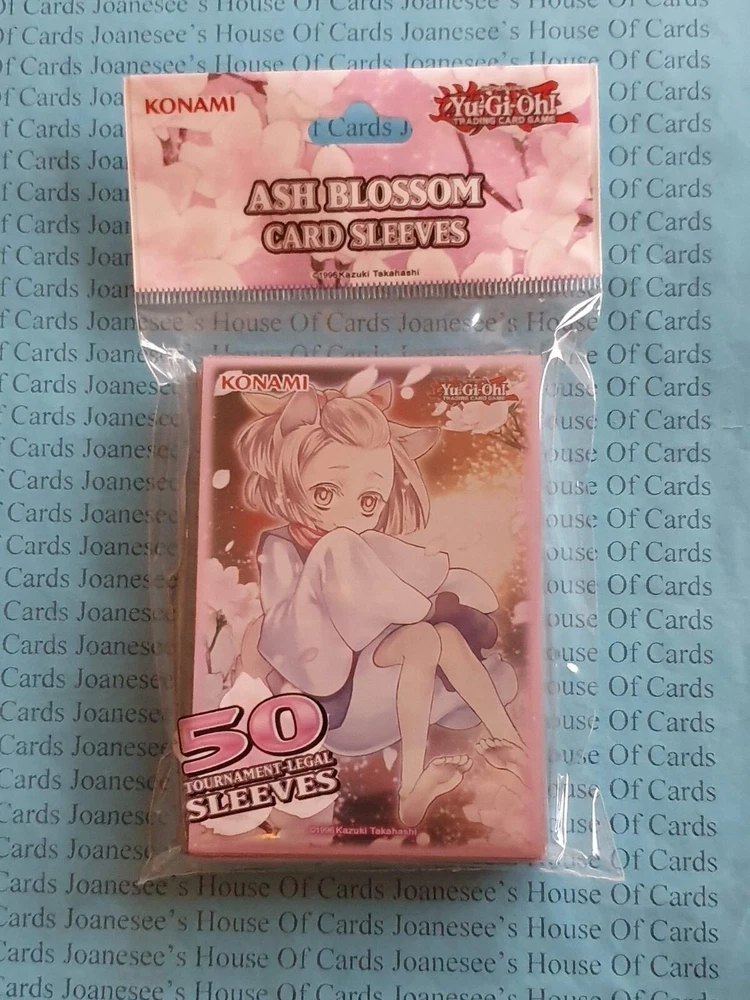 Of Cards Joanesee's House Of Cards Joanesee's House Of Cards
KONAMI
Yu-Gi-Oh!
TRADING CARD GAME
ASH BLOSSOM
CARD SLEEVES
©1996 Kazuki Takahashi
KONAMI
Yu-Gi-Oh!
TRADING CARD GAME
50
TOURNAMENT-LEGAL
SLEEVES
©1996 Kazuki Takahashi
Cards Joanesee's House Of Cards Joanesee's House Of Cards